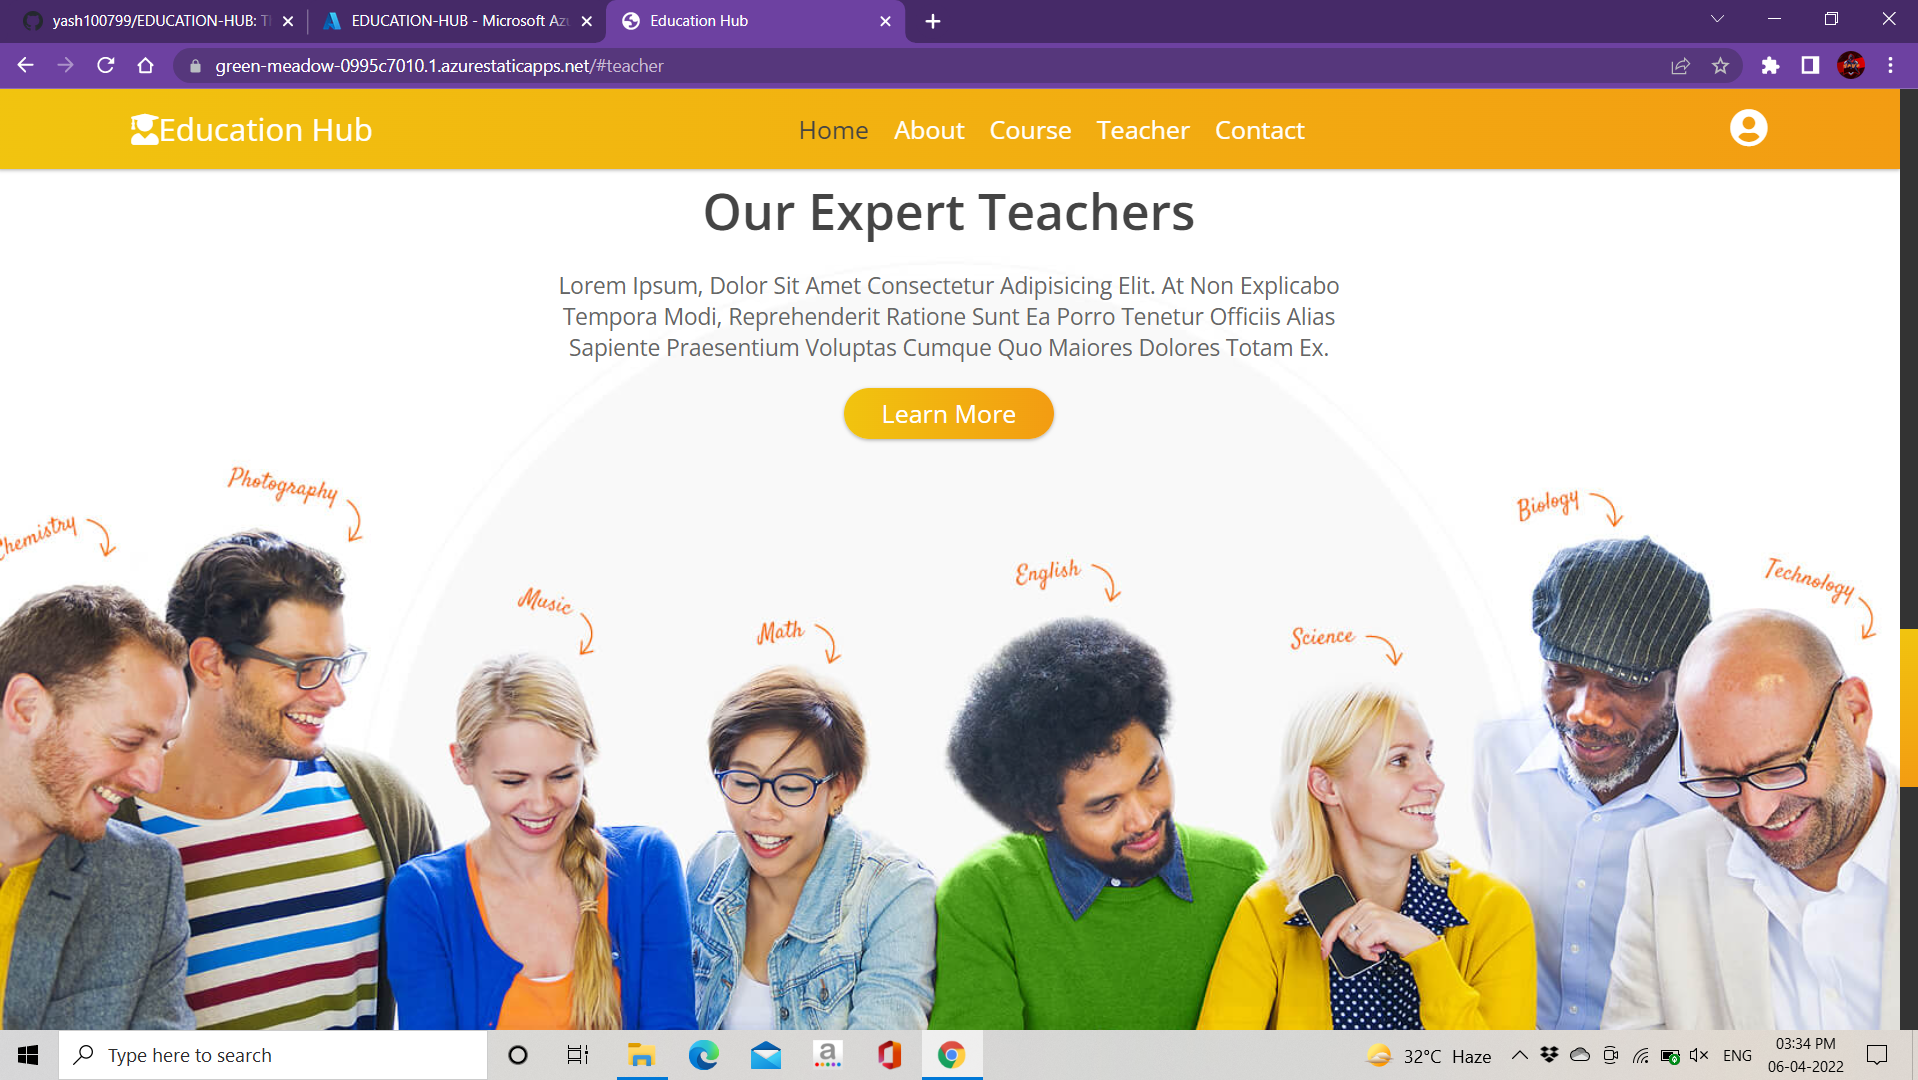 yash100799/EDUCATION-HUB: T
EDUCATION-HUB - Microsoft Az
Education Hub
green-meadow-0995c7010.1.azurestaticapps.net/#teacher
Education Hub
Home About Course Teacher Contact
Our Expert Teachers
Lorem Ipsum, Dolor Sit Amet Consectetur Adipisicing Elit. At Non Explicabo
Tempora Modi, Reprehenderit Ratione Sunt Ea Porro Tenetur Officiis Alias
Sapiente Praesentium Voluptas Cumque Quo Maiores Dolores Totam Ex.
Learn More
Chemistry
Photography
Music
Math
English
Science
Biology
Technology
Type here to search
a
32°C Haze
ENG
03:34 PM
06-04-2022